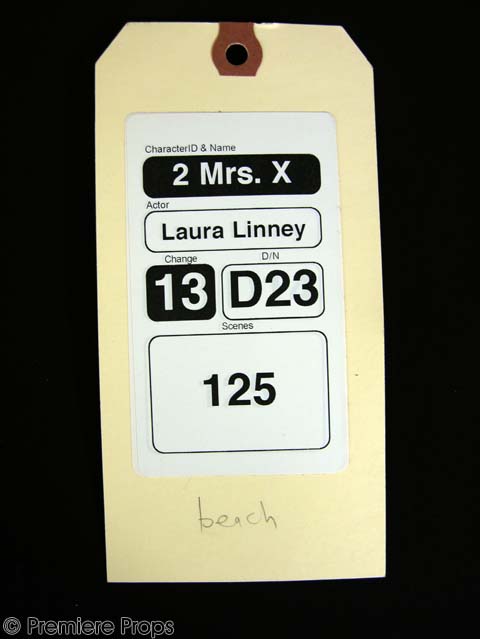 CharacterID & Name
2 Mrs. X
Actor
Laura Linney
Change D/N
13 D23
Scenes
125
beach
© Premiere Props